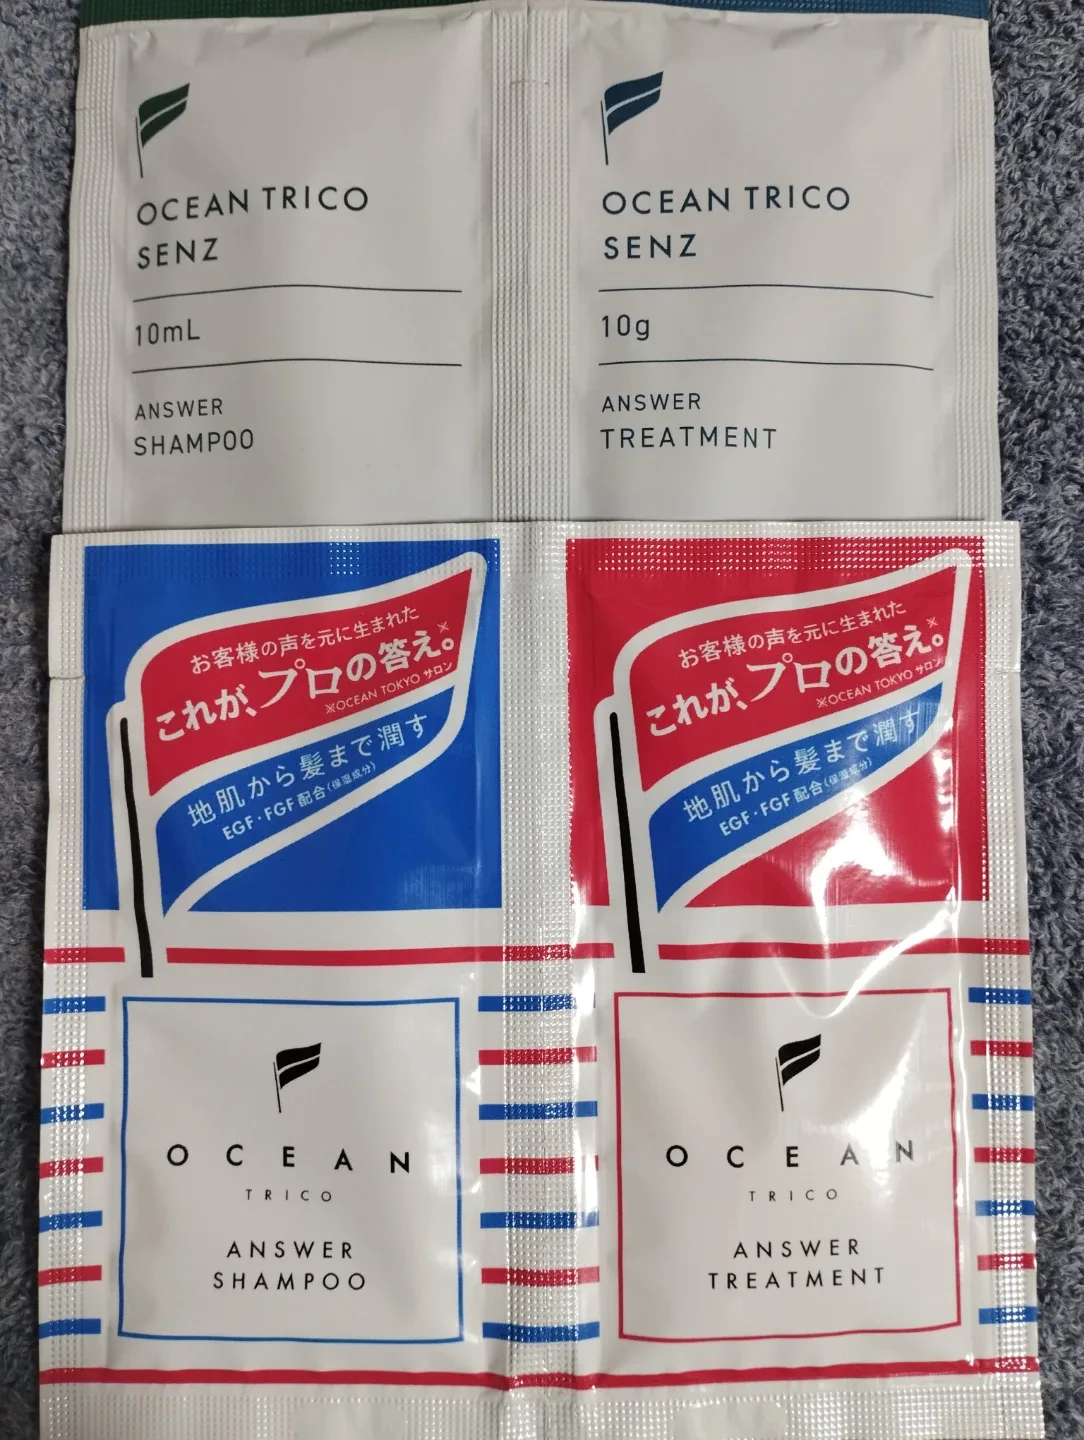 OCEAN TRICO
SENZ
10mL
ANSWER
SHAMPOO
OCEAN TRICO
SENZ
10g
ANSWER
TREATMENT
お客様の声を元に生まれた
これが、プロの答え。※
※OCEAN TOKYO サロン
地肌から髪まで潤す
EGF・FGF配合(保湿成分)
OCEAN
TRICO
ANSWER
SHAMPOO
お客様の声を元に生まれた
これが、プロの答え。※
※OCEAN TOKYO サロン
地肌から髪まで潤す
EGF・FGF配合(保湿成分)
OCEAN
TRICO
ANSWER
TREATMENT